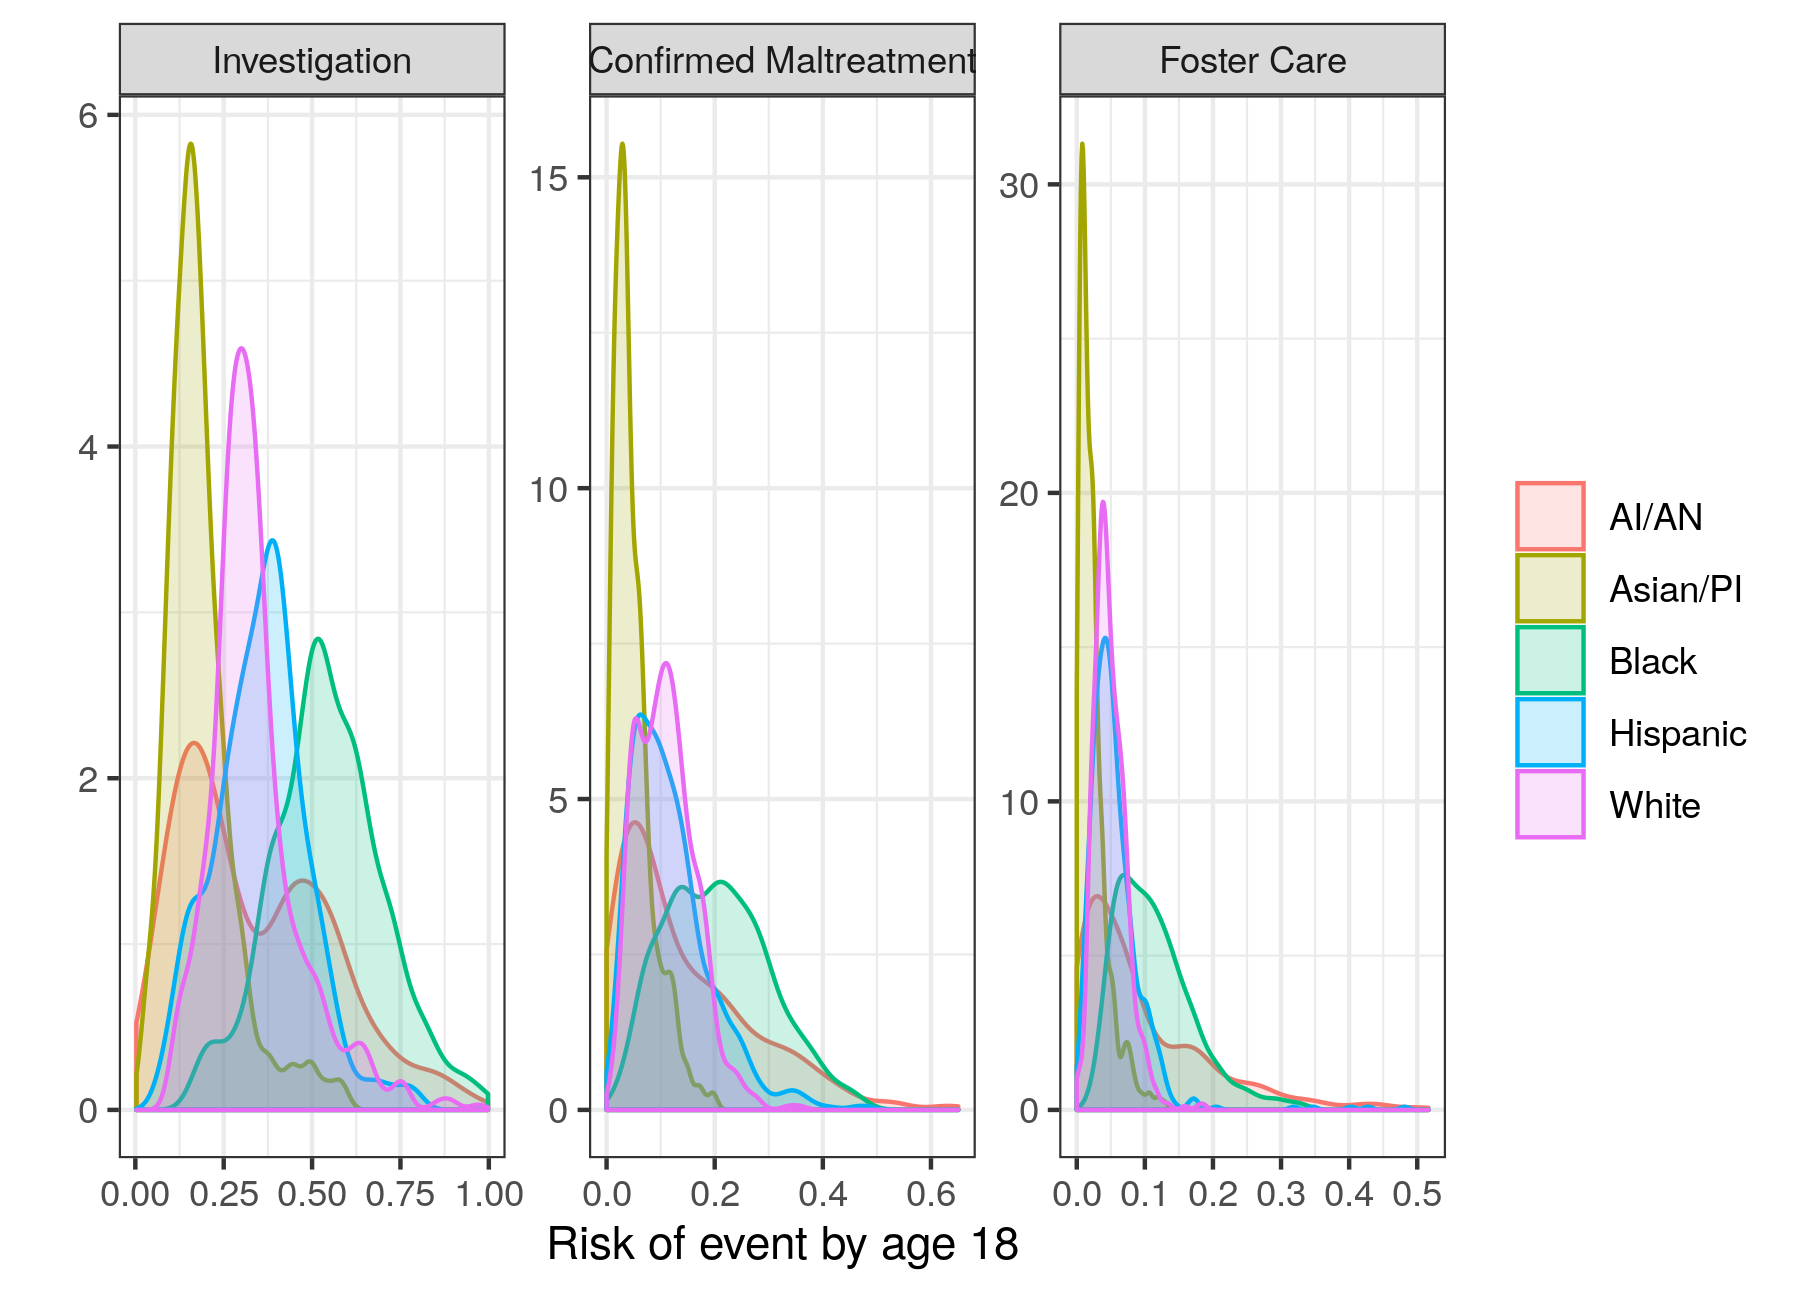 Investigation Confirmed Maltreatment Foster Care
6
4
2
0
15
10
5
0
30
20
10
0
0.00 0.25 0.50 0.75 1.00 0.0 0.2 0.4 0.6 0.0 0.1 0.2 0.3 0.4 0.5
Risk of event by age 18
AI/AN
Asian/PI
Black
Hispanic
White